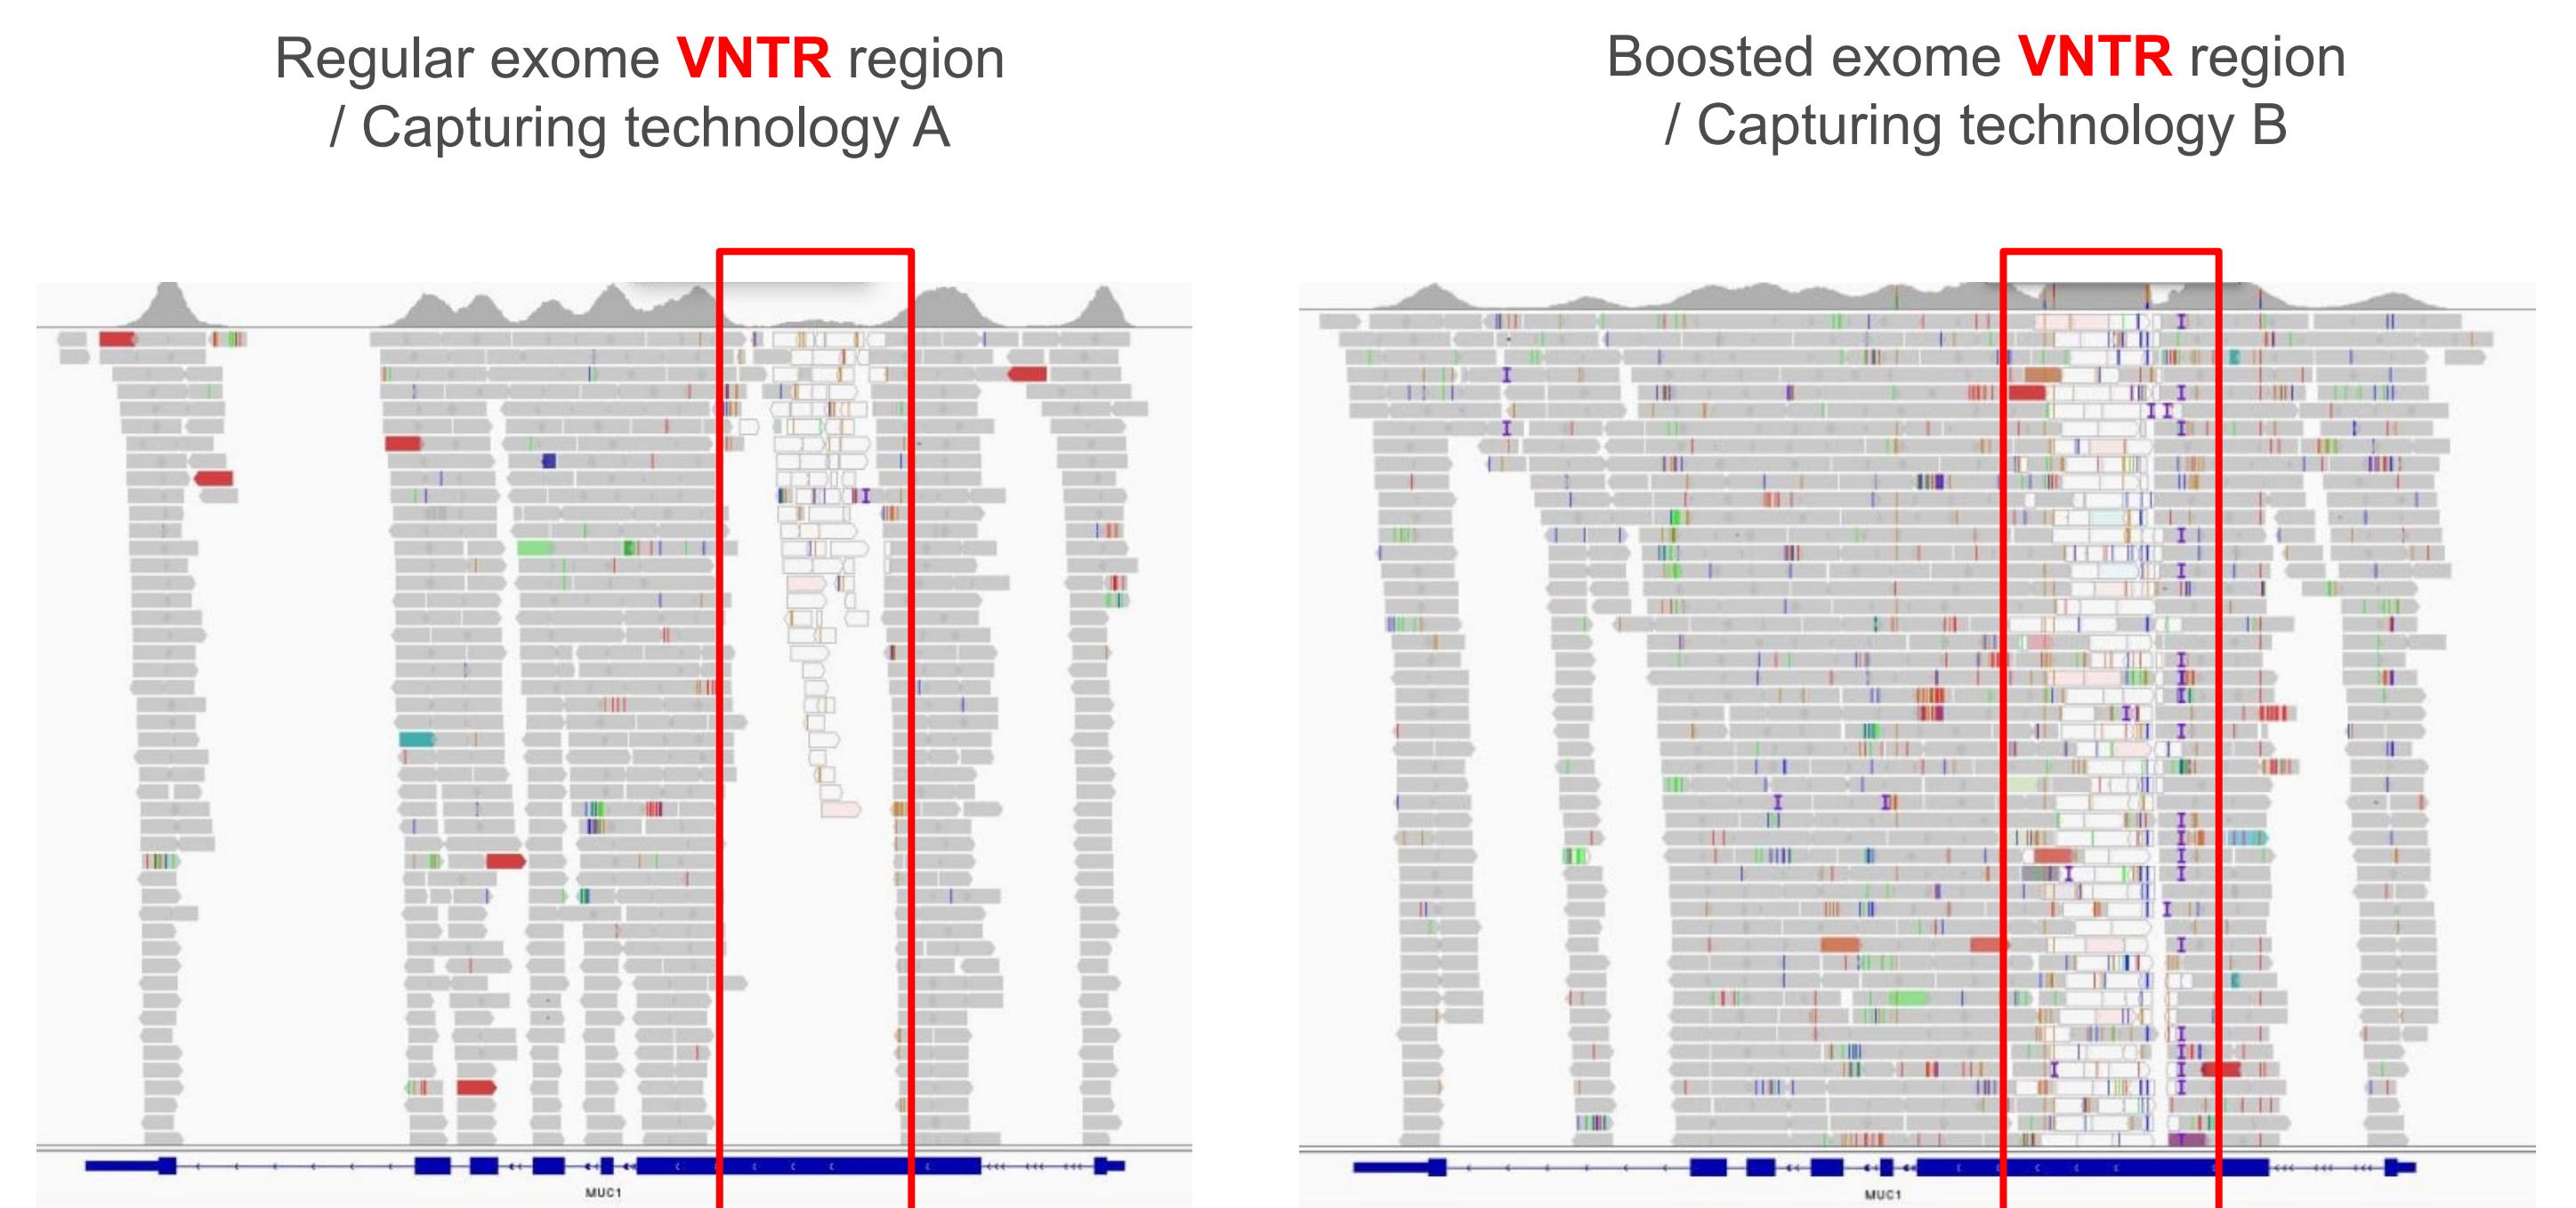 Regular exome VNTR region
/ Capturing technology A
Boosted exome VNTR region
/ Capturing technology B
MUC1
MUC1